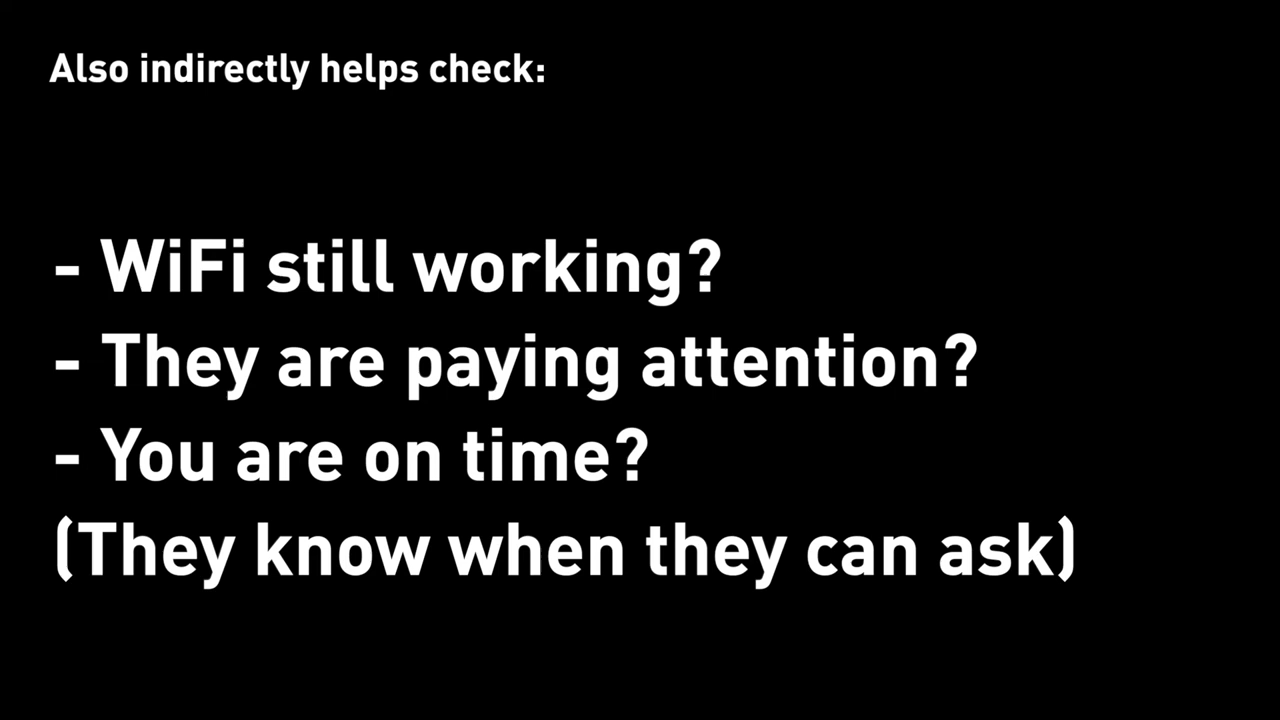 Also indirectly helps check:
- WiFi still working?
- They are paying attention?
- You are on time?
(They know when they can ask)